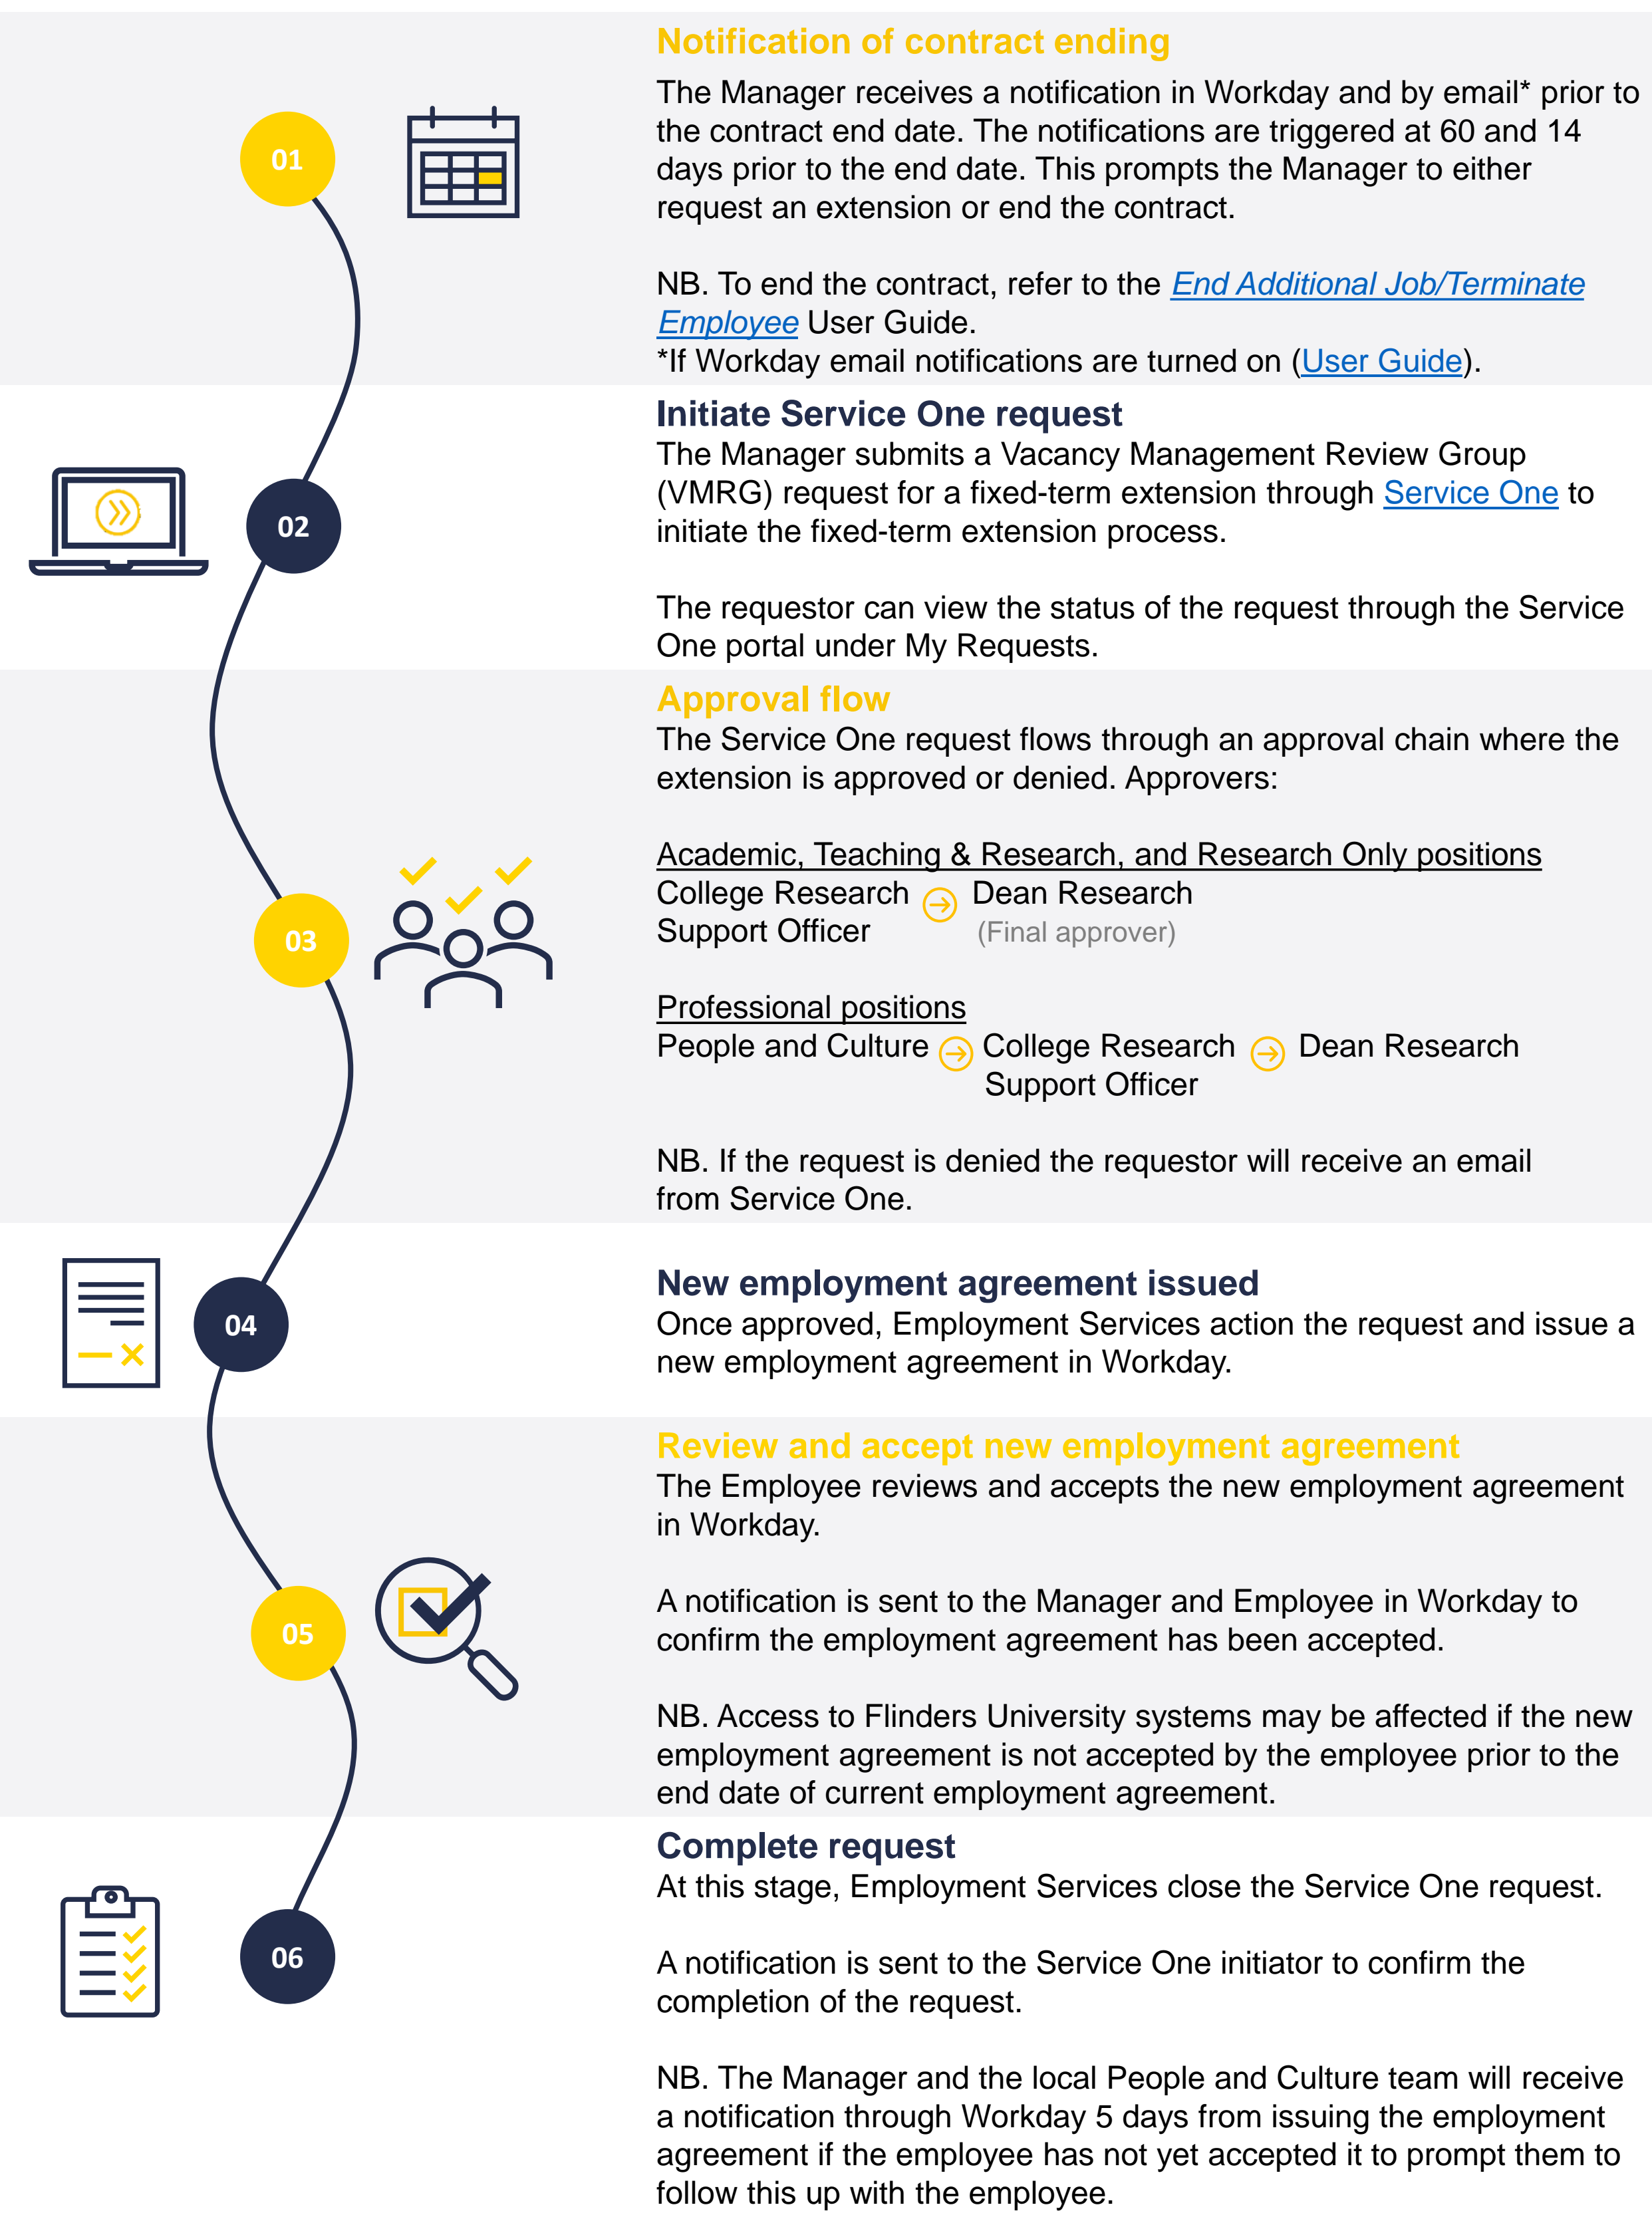 Notification of contract ending
The Manager receives a notification in Workday and by email* prior to
the contract end date. The notifications are triggered at 60 and 14
days prior to the end date. This prompts the Manager to either
request an extension or end the contract.
NB. To end the contract, refer to the End Additional Job/Terminate
Employee User Guide.
*If Workday email notifications are turned on (User Guide).
01
Initiate Service One request
The Manager submits a Vacancy Management Review Group
(VMRG) request for a fixed-term extension through Service One to
initiate the fixed-term extension process.
The requestor can view the status of the request through the Service
One portal under My Requests.
02
Approval flow
The Service One request flows through an approval chain where the
extension is approved or denied. Approvers:
Academic, Teaching & Research, and Research Only positions
College Research Dean Research
Support Officer (Final approver)
Professional positions
People and Culture College Research Dean Research
Support Officer
NB. If the request is denied the requestor will receive an email
from Service One.
03
New employment agreement issued
Once approved, Employment Services action the request and issue a
new employment agreement in Workday.
04
Review and accept new employment agreement
The Employee reviews and accepts the new employment agreement
in Workday.
A notification is sent to the Manager and Employee in Workday to
confirm the employment agreement has been accepted.
NB. Access to Flinders University systems may be affected if the new
employment agreement is not accepted by the employee prior to the
end date of current employment agreement.
05
Complete request
At this stage, Employment Services close the Service One request.
A notification is sent to the Service One initiator to confirm the
completion of the request.
NB. The Manager and the local People and Culture team will receive
a notification through Workday 5 days from issuing the employment
agreement if the employee has not yet accepted it to prompt them to
follow this up with the employee.
06